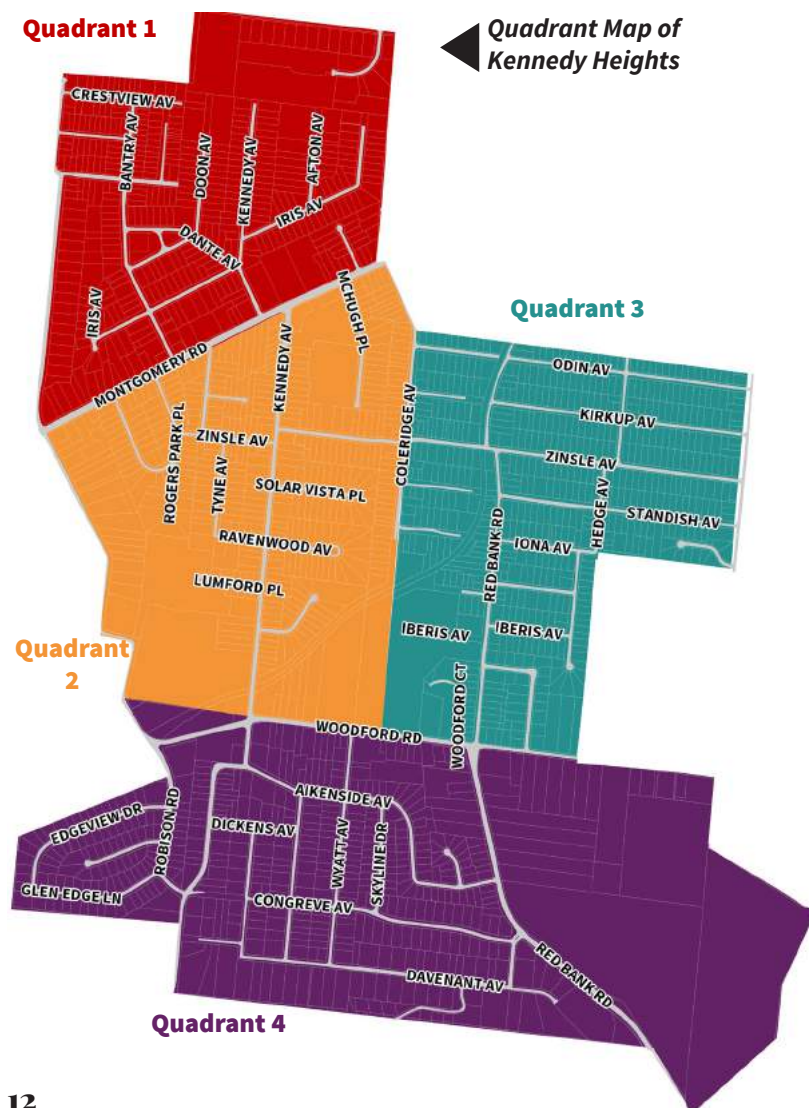 Quadrant 1
Quadrant Map of
Kennedy Heights
CRESTVIEW AV
BANTRY AV
DOON AV
KENNEDY AV
AFTON AV
IRIS AV
DANTE AV
IRIS AV
MCHUGH PL
MONTGOMERY RD
Quadrant 3
KENNEDY AV
ODIN AV
COLERIDGE AV
KIRKUP AV
ROGERS PARK PL
ZINSLE AV
ZINSLE AV
TYNE AV
SOLAR VISTA PL
HEDGE AV
STANDISH AV
RED BANK RD
RAVENWOOD AV
IONA AV
LUMFORD PL
IBERIS AV
IBERIS AV
Quadrant
2
WOODFORD CT
WOODFORD RD
AIKENSIDE AV
EDGEVIEW DR
ROBISON RD
DICKENS AV
WYATT AV
SKYLINE DR
GLEN EDGE LN
CONGREVE AV
RED BANK RD
DAVENANT AV
Quadrant 4
12